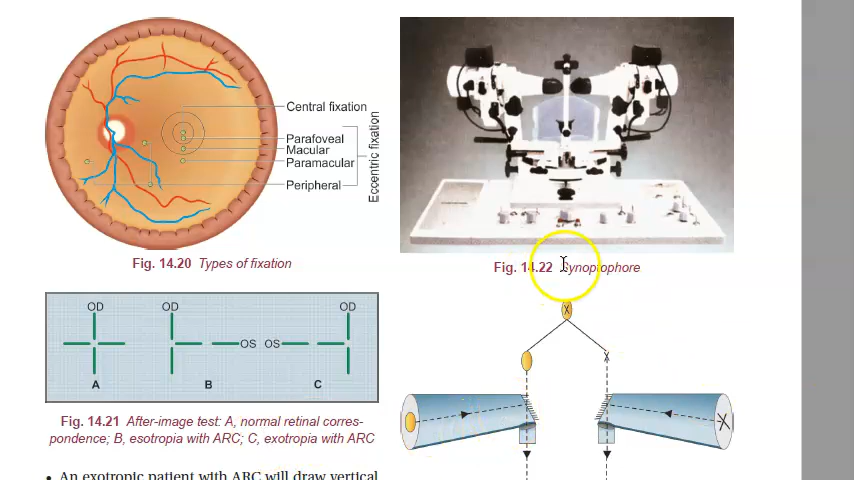 Central fixation
Parafoveal
Macular
Paramacular
Peripheral
Eccentric fixation
Fig. 14.20 Types of fixation
Fig. 14.22 Synoptophore
OD
OD
OS
OS
OD
A
B
C
Fig. 14.21 After-image test: A, normal retinal corres-
pondence; B, esotropia with ARC; C, exotropia with ARC
• An exotropic patient with ARC will draw vertical